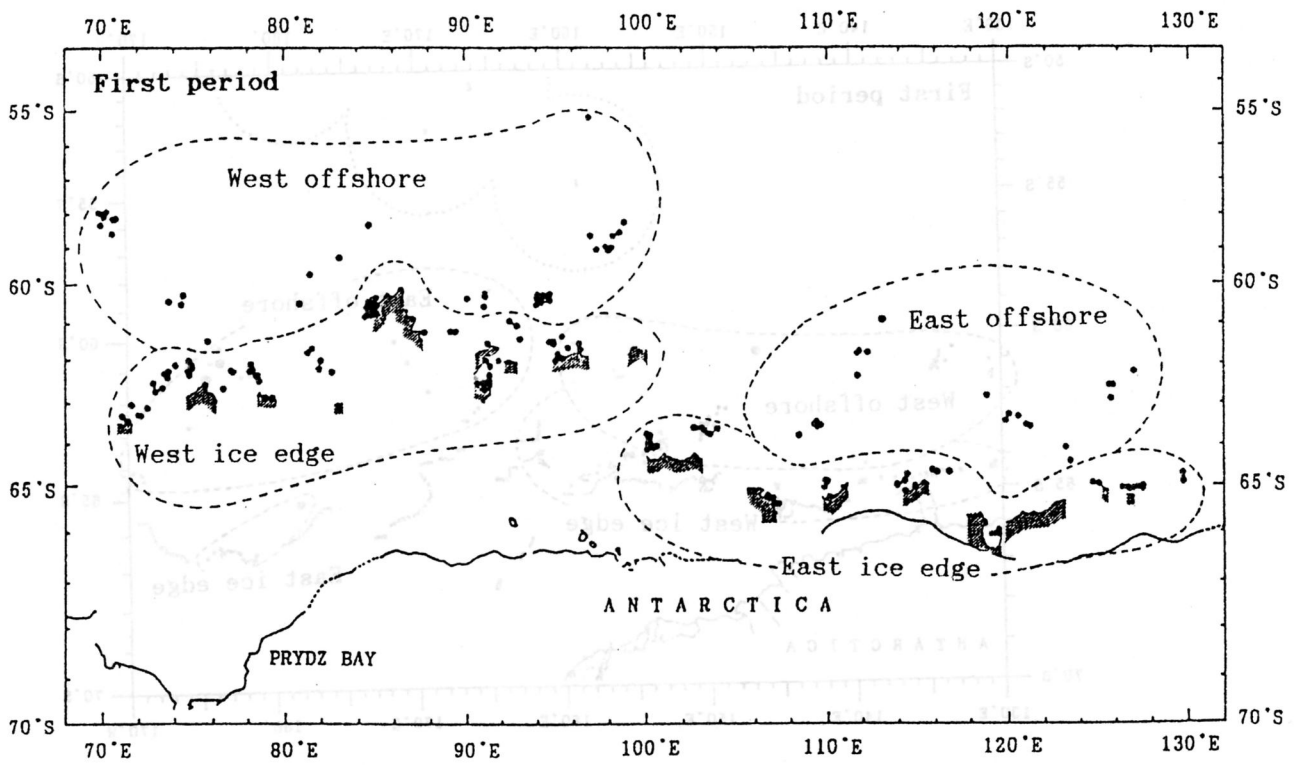 70°E 80°E 90°E 100°E 110°E 120°E 130°E
First period
55°S 55°S
West offshore
60°S 60°S
East offshore
West ice edge
65°S 65°S
East ice edge
ANTARCTICA
PRYDZ BAY
70°S 70°S
70°E 80°E 90°E 100°E 110°E 120°E 130°E